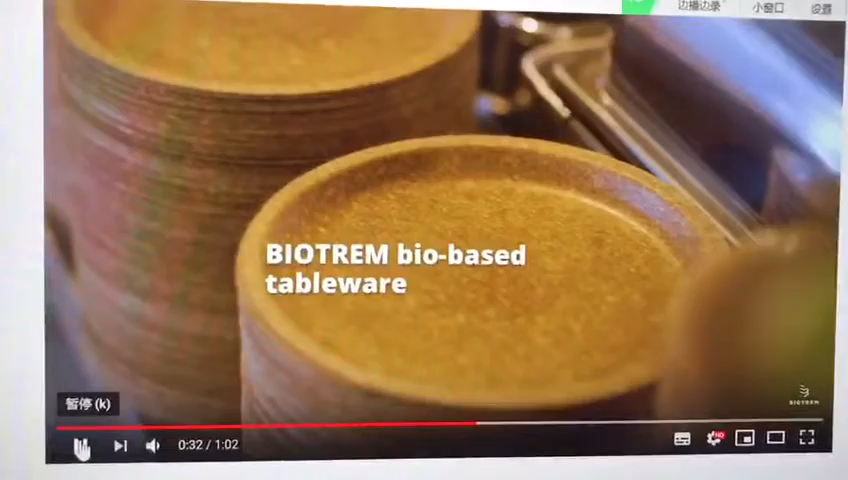 边播边录
小窗口
设置
BIOTREM bio-based
tableware
BIOTREM
暂停 (k)
0:32 / 1:02
HD